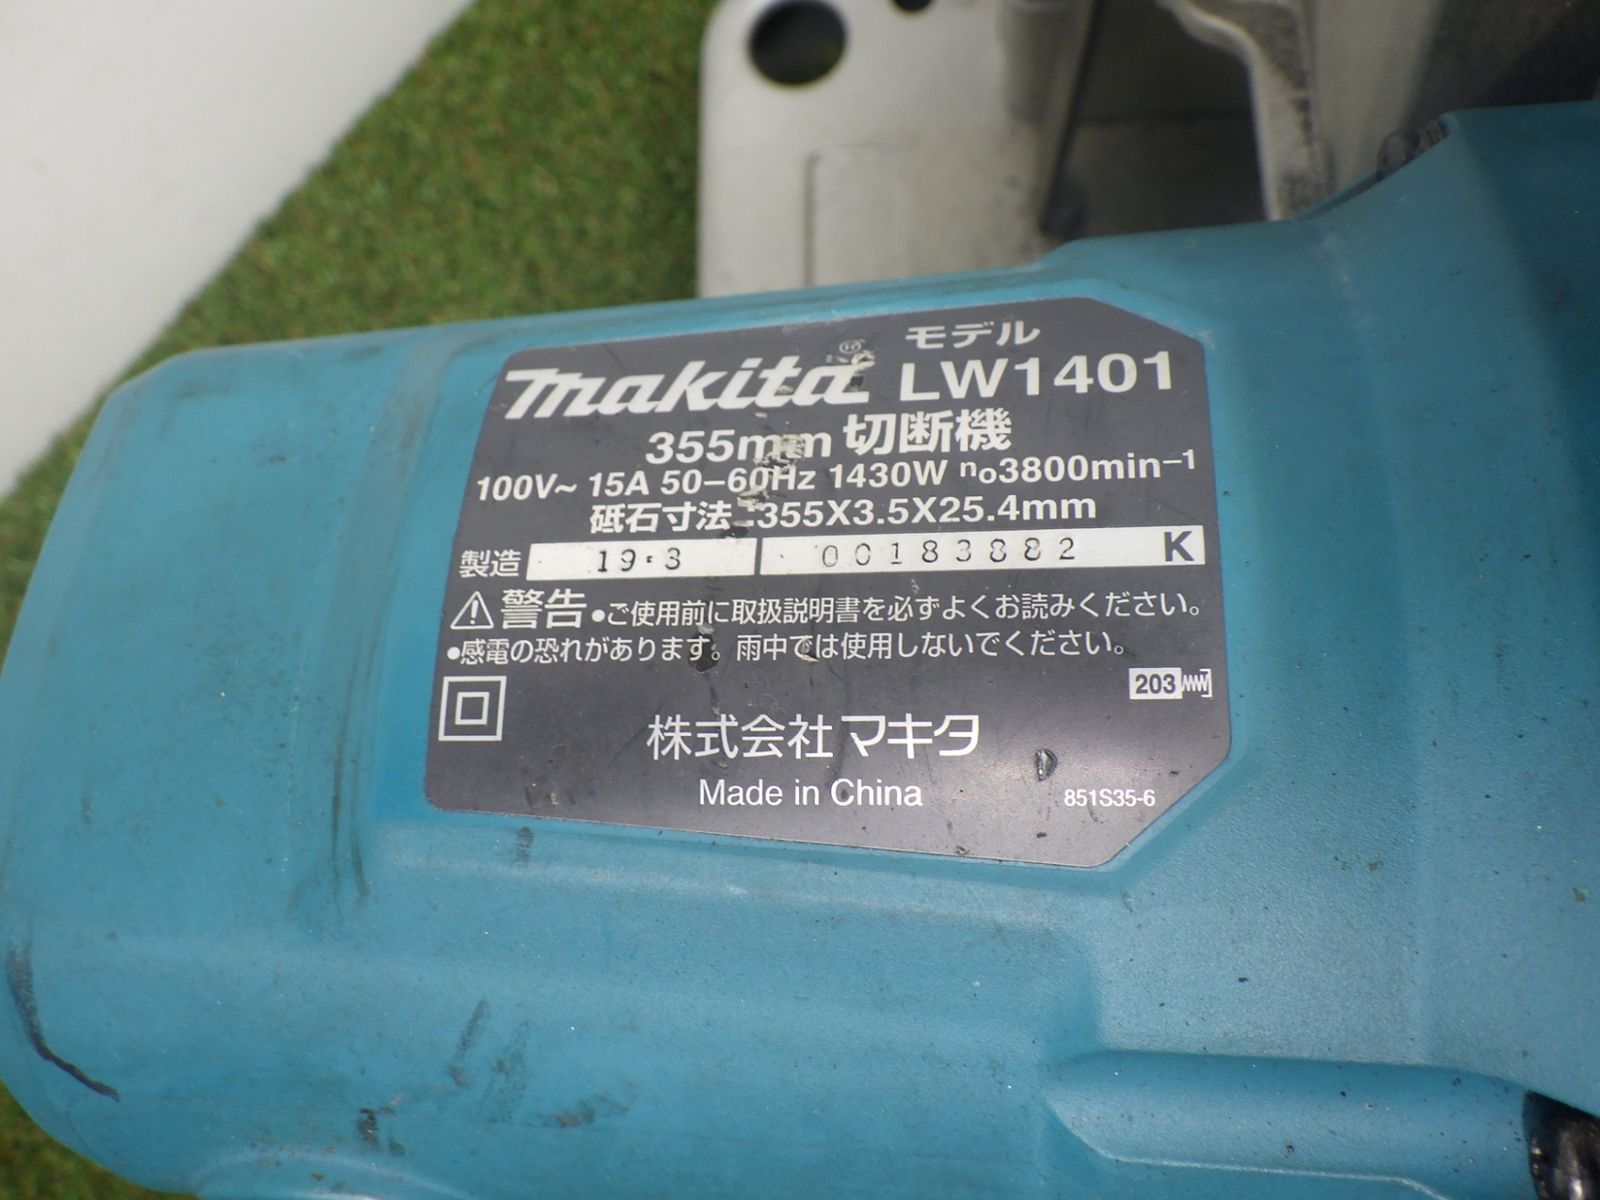 モデル
makita LW1401
355mm 切断機
100V~ 15A 50-60Hz 1430W n₀3800min⁻¹
砥石寸法 355X3.5X25.4mm
製造 19・3 00183882 K
警告 ●ご使用前に取扱説明書を必ずよくお読みください。
●感電の恐れがあります。雨中では使用しないでください。
203
株式会社マキタ
Made in China 851S35-6